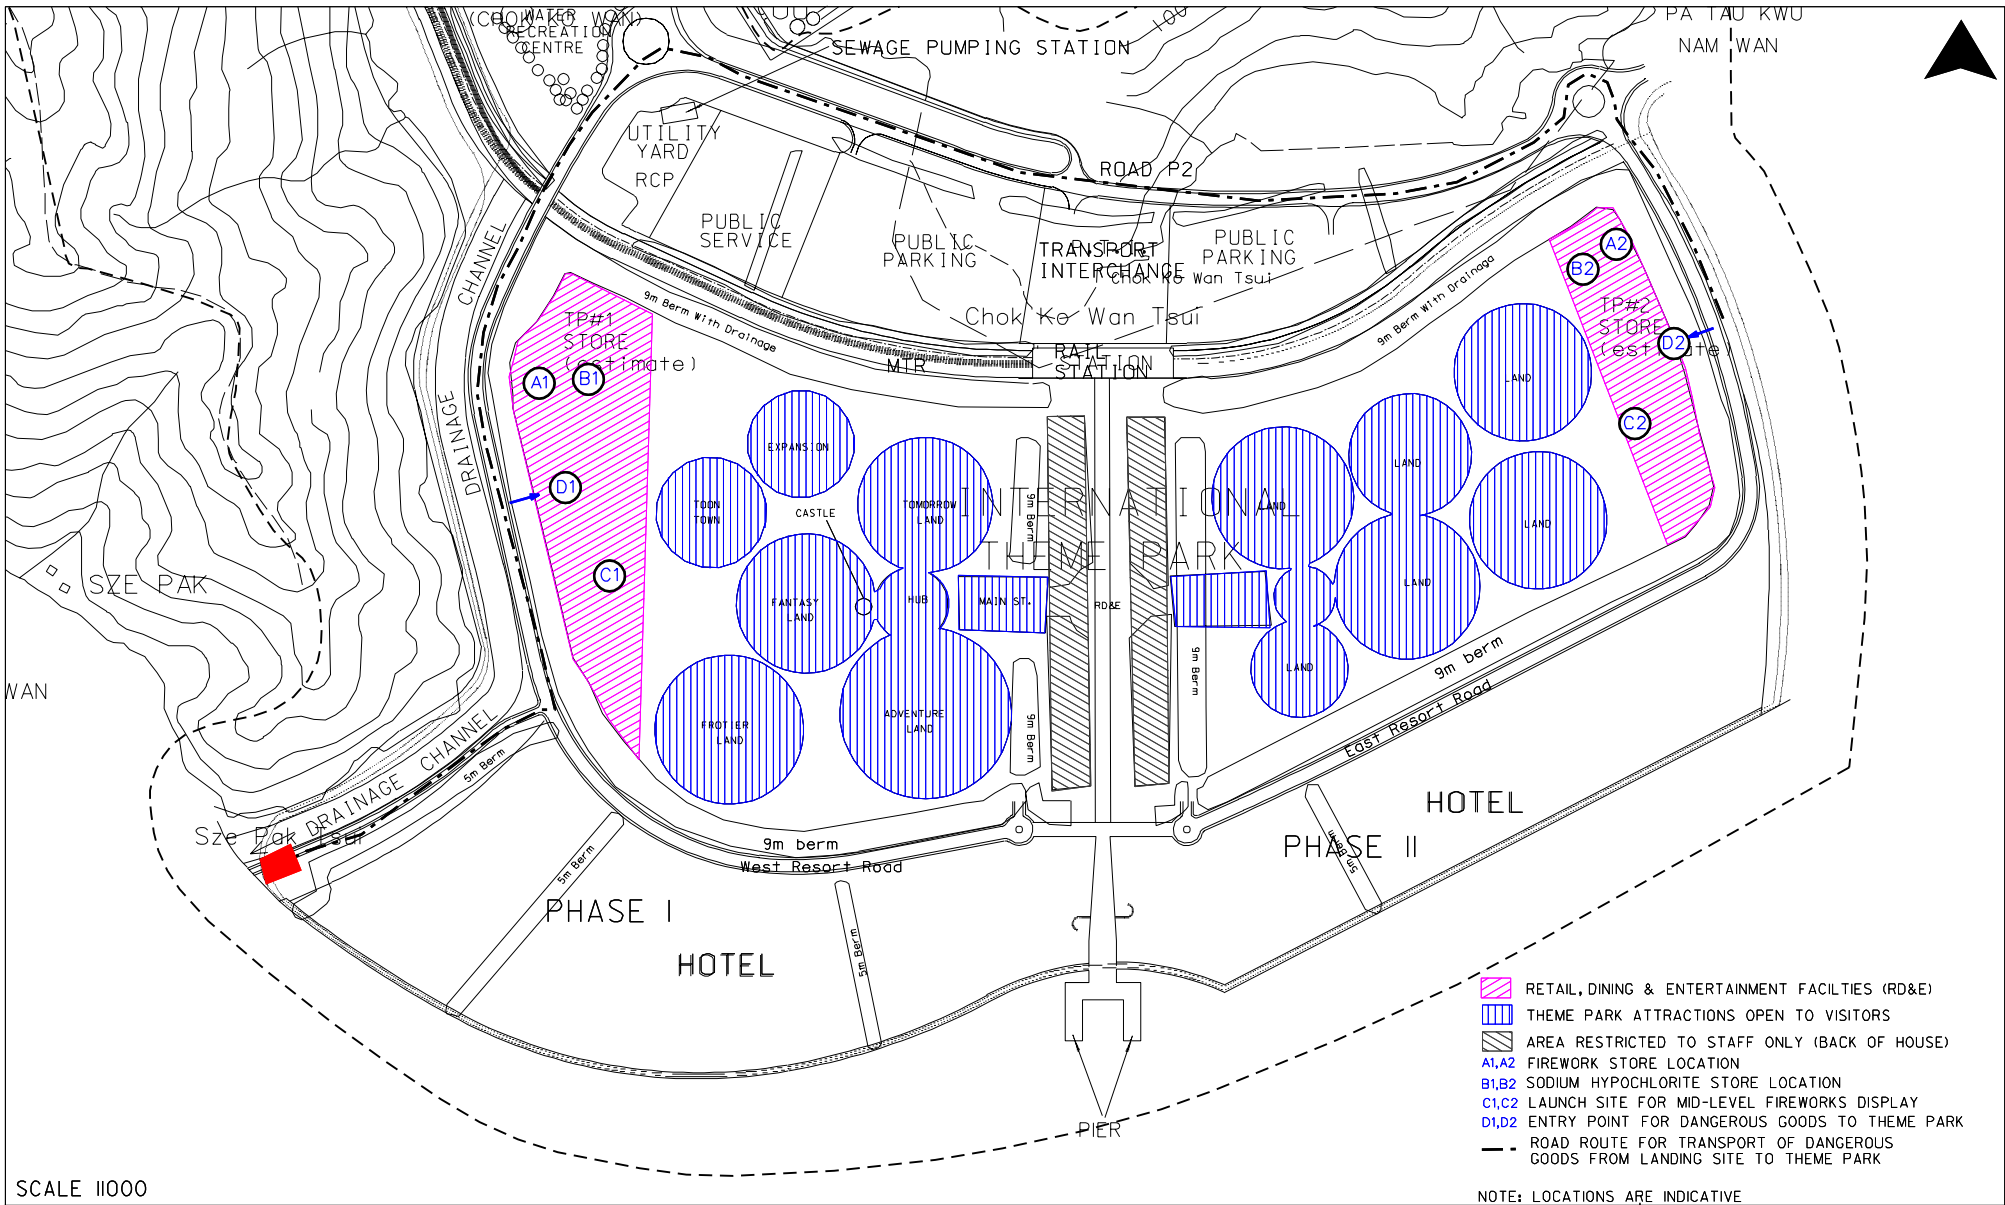 (CHOK KO WAN)
WATER
RECREATION
CENTRE
SEWAGE PUMPING STATION
100
PA TAU KWU
NAM WAN
UTILITY
YARD
RCP
ROAD P2
PUBLIC
SERVICE
PUBLIC
PARKING
TRANSPORT
INTERCHANGE
P.T.I.
PUBLIC
PARKING
Chok Ko Wan Tsui
Chok Ko Wan Tsui
CHANNEL
DRAINAGE
9m Berm With Drainage
9m Berm With Drainage
MTR
RAIL
STATION
STATION
TP#1
STORE
(estimate)
A1
B1
D1
C1
A2
B2
TP#2
STORE
D2
C2
EXPANSION
TOON
TOWN
CASTLE
TOMORROW
LAND
FANTASY
LAND
HUB
MAIN ST.
RD&E
FROTIER
LAND
ADVENTURE
LAND
INTERNATIONAL
THEME PARK
LAND
LAND
LAND
LAND
LAND
LAND
9m Berm
9m Berm
9m Berm
SZE PAK
WAN
DRAINAGE CHANNEL
5m Berm
Sze Pak Tsui
9m berm
West Resort Road
9m berm
East Resort Road
5m Berm
5m Berm
5m Berm
PHASE I
HOTEL
PHASE II
HOTEL
PIER
RETAIL, DINING & ENTERTAINMENT FACILTIES (RD&E)
THEME PARK ATTRACTIONS OPEN TO VISITORS
AREA RESTRICTED TO STAFF ONLY (BACK OF HOUSE)
A1,A2 FIREWORK STORE LOCATION
B1,B2 SODIUM HYPOCHLORITE STORE LOCATION
C1,C2 LAUNCH SITE FOR MID-LEVEL FIREWORKS DISPLAY
D1,D2 ENTRY POINT FOR DANGEROUS GOODS TO THEME PARK
ROAD ROUTE FOR TRANSPORT OF DANGEROUS
GOODS FROM LANDING SITE TO THEME PARK
NOTE: LOCATIONS ARE INDICATIVE
SCALE 11000